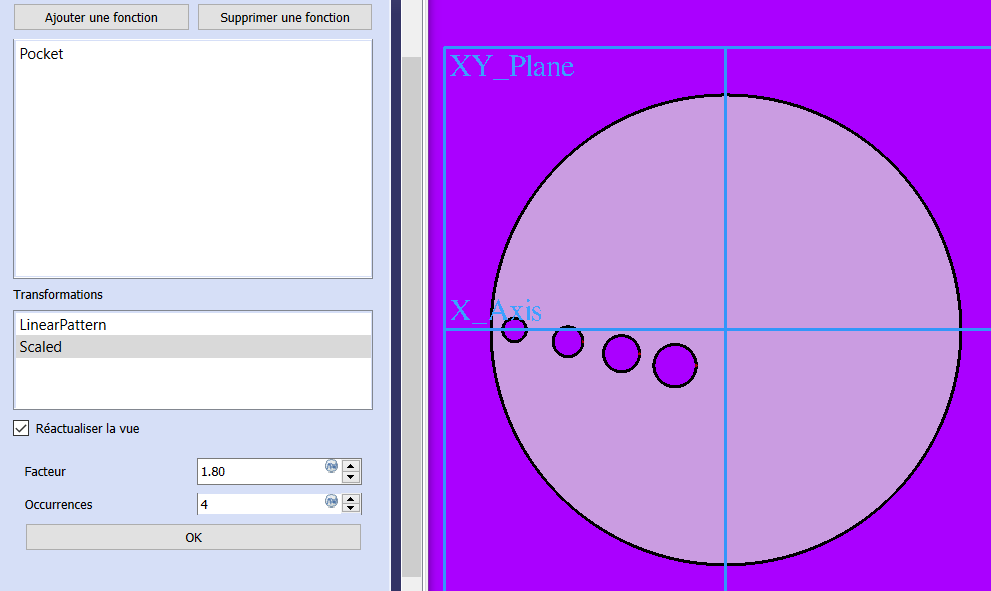 Ajouter une fonction
Supprimer une fonction
Pocket
Transformations
LinearPattern
Scaled
Réactualiser la vue
Facteur
1.80
Occurrences
4
OK
XY_Plane
X_Axis